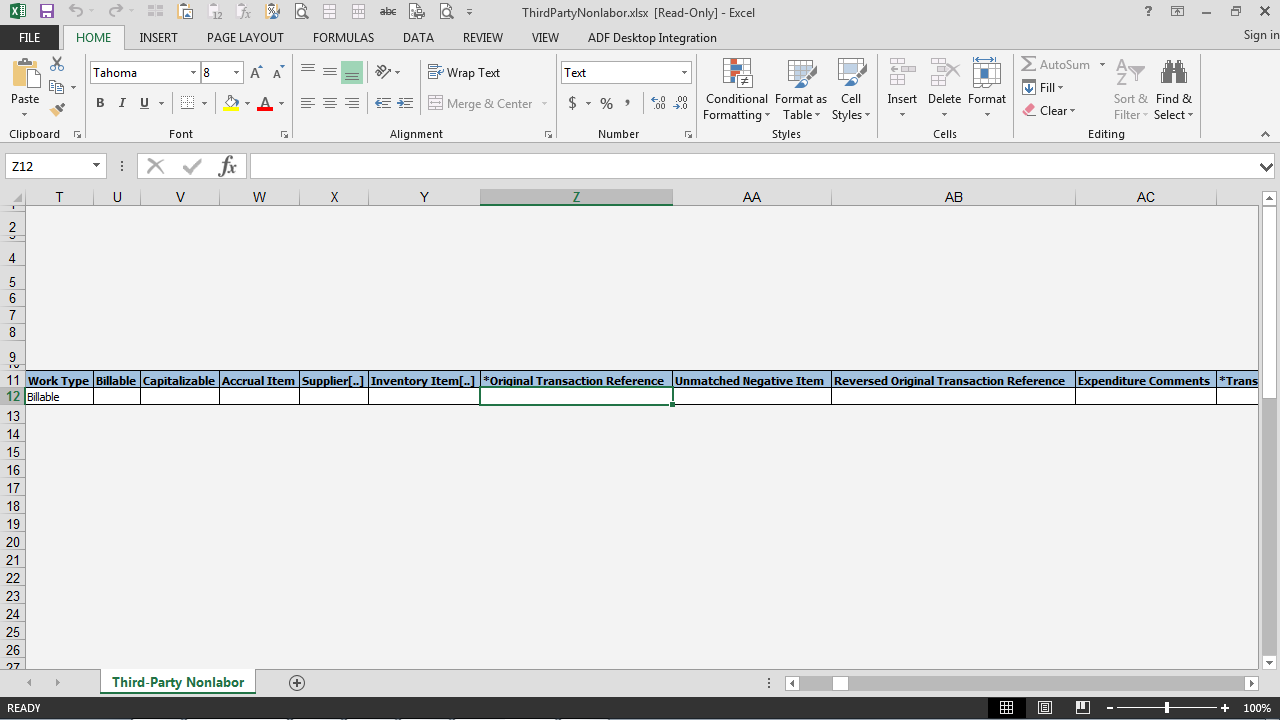 ThirdPartyNonlabor.xlsx [Read-Only] - Excel
FILE HOME INSERT PAGE LAYOUT FORMULAS DATA REVIEW VIEW ADF Desktop Integration Sign in
Paste
Clipboard
Tahoma 8
B I U A
Font
Wrap Text
Merge & Center
Alignment
Text
$ % ,
Number
Conditional Formatting
Format as Table
Cell Styles
Styles
Insert Delete Format
Cells
AutoSum
Fill
Clear
Sort & Filter
Find & Select
Editing
Z12 fx
T U V W X Y Z AA AB AC
1
2
3
4
5
6
7
8
9
10
11 Work Type Billable Capitalizable Accrual Item Supplier[..] Inventory Item[..] *Original Transaction Reference Unmatched Negative Item Reversed Original Transaction Reference Expenditure Comments *Trans
12 Billable
13
14
15
16
17
18
19
20
21
22
23
24
25
26
27
Third-Party Nonlabor
READY 100%